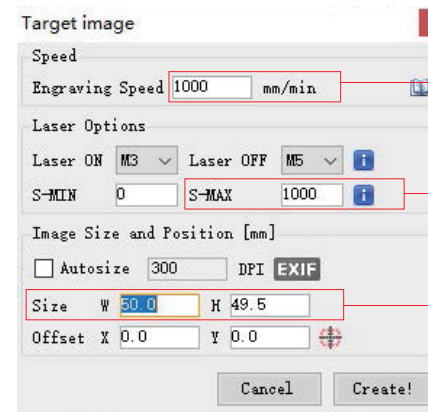 Target image
Speed
Engraving Speed 1000 mm/min
Laser Options
Laser ON M3 Laser OFF M5
S-MIN 0 S-MAX 1000
Image Size and Position [mm]
Autosize 300 DPI EXIF
Size W 50.0 H 49.5
Offset X 0.0 Y 0.0
Cancel Create!